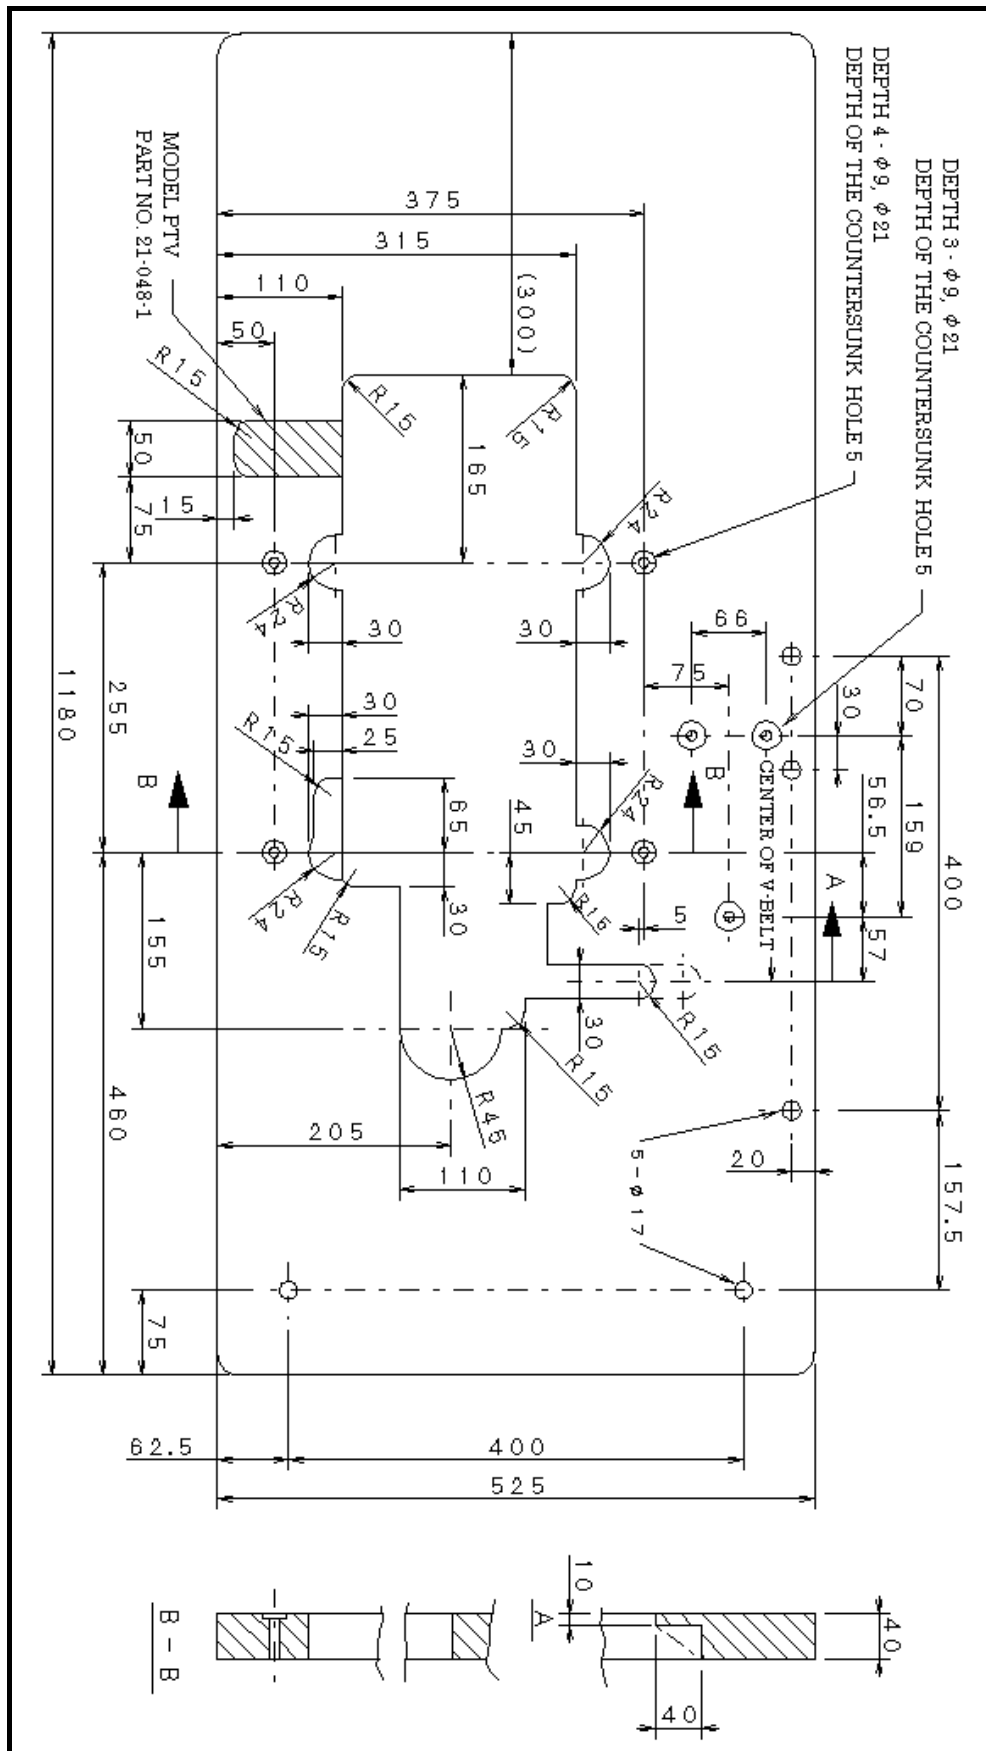 DEPTH 3 - φ9, φ21
DEPTH OF THE COUNTERSUNK HOLE 5
DEPTH 4 - φ9, φ21
DEPTH OF THE COUNTERSUNK HOLE 5
MODEL PTV
PART NO. 21-048-1
375
315
110
50
(300)
R15
R15
R15
165
50
75
15
R24
R24
30
30
66
75
70
30
1180
255
R15
30
25
30
R24
B
B
65
45
CENTER OF V-BELT
56.5
159
400
A
R24
R15
30
R15
5
57
155
30
R15
R15
R45
460
205
110
5-φ17
20
157.5
75
62.5
400
525
B - B
10
A
40
40